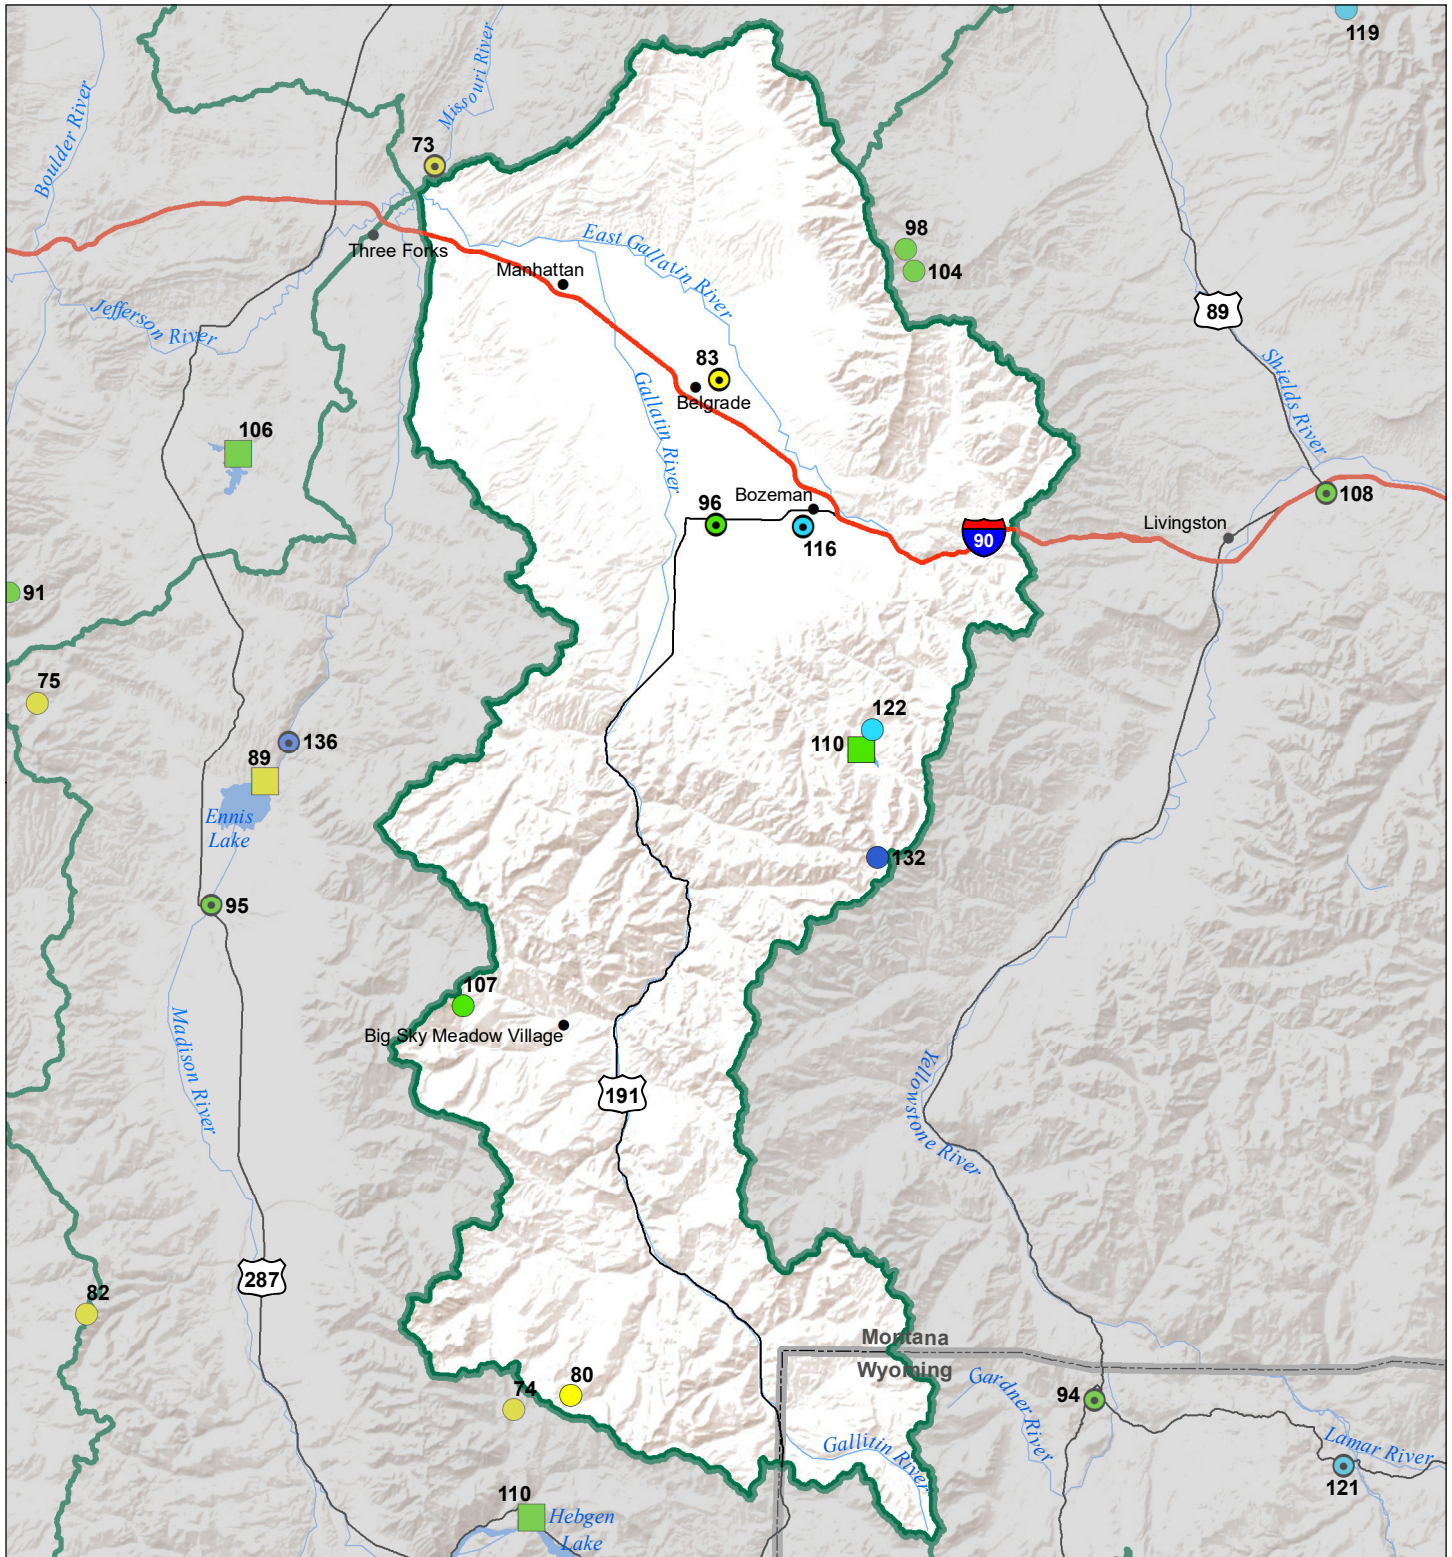 119
Missouri River
Boulder River
73
98
104
East Gallatin River
Three Forks
Manhattan
89
Jefferson River
83
Belgrade
Shields River
Gallatin River
106
Bozeman
96
116
108
Livingston
90
91
75
122
110
136
89
Ennis
Lake
132
95
107
Big Sky Meadow Village
Madison River
Yellowstone River
191
287
82
Montana
Wyoming
80
74
94
Gardner River
Gallitin River
Lamar River
121
110
Hebgen
Lake